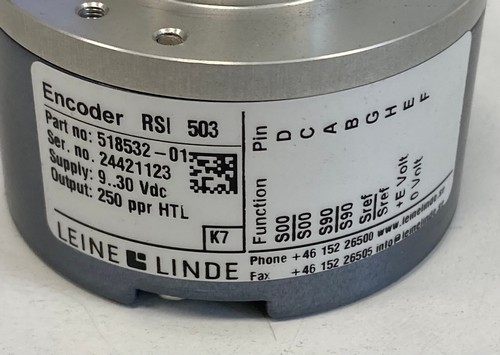 Encoder RSI 503
Part no: 518532-01
Ser. no. 24421123
Supply: 9..30 Vdc
Output: 250 ppr HTL
K7
LEINE LINDE
Function Pin
S00 D
S00 C
S90 A
S90 B
Sref G
Sref H
+E Volt E
0 Volt F
Phone +46 152 26500 www.leinelinde.se
Fax +46 152 26505 info@leinelinde.se